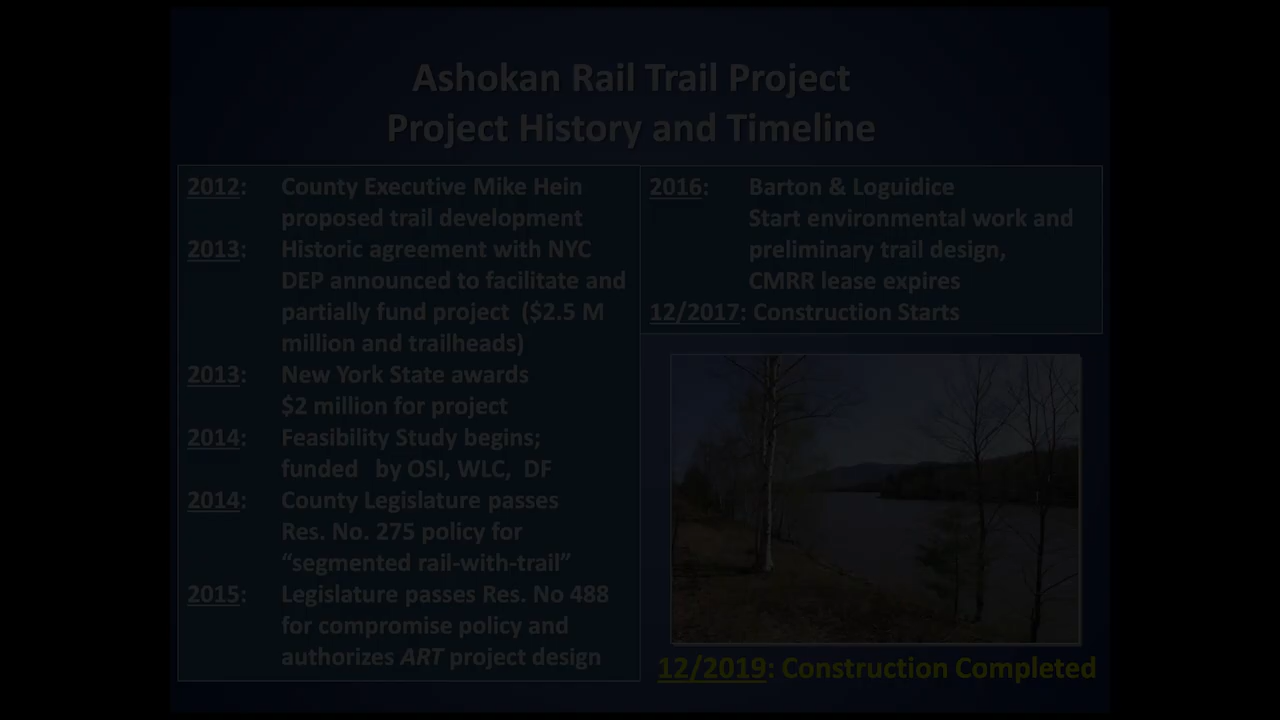 Ashokan Rail Trail Project
Project History and Timeline
2012: County Executive Mike Hein
proposed trail development
2013: Historic agreement with NYC
DEP announced to facilitate and
partially fund project ($2.5 M
million and trailheads)
2013: New York State awards
$2 million for project
2014: Feasibility Study begins;
funded by OSI, WLC, DF
2014: County Legislature passes
Res. No. 275 policy for
“segmented rail-with-trail”
2015: Legislature passes Res. No 488
for compromise policy and
authorizes ART project design
2016: Barton & Loguidice
Start environmental work and
preliminary trail design,
CMRR lease expires
12/2017: Construction Starts
12/2019: Construction Completed